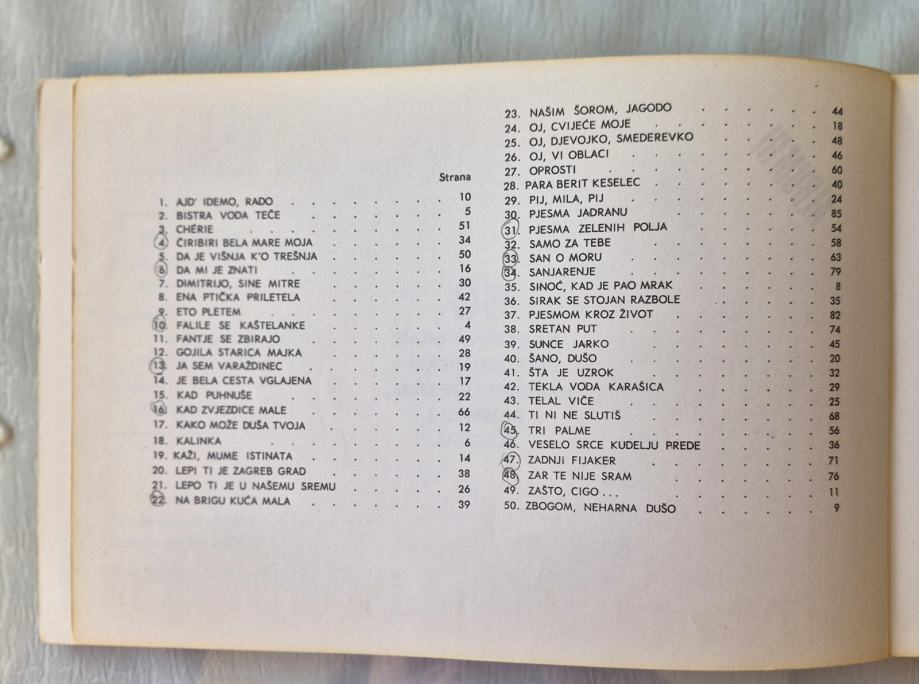 Strana
1. AJD' IDEMO, RADO . . . . . . . 10
2. BISTRA VODA TEČE . . . . . . 5
3. CHÉRIE . . . . . . . . . 51
4. ČIRIBIRI BELA MARE MOJA . . . . . 34
5. DA JE VIŠNJA K'O TREŠNJA . . . . . 50
6. DA MI JE ZNATI . . . . . . . 16
7. DIMITRIJO, SINE MITRE . . . . . 30
8. ENA PTIČKA PRILETELA . . . . . 42
9. ETO PLETEM . . . . . . . . 27
10. FALILE SE KAŠTELANKE . . . . . 4
11. FANTJE SE ZBIRAJO . . . . . . 49
12. GOJILA STARICA MAJKA . . . . . 28
13. JA SEM VARAŽDINEC . . . . . . 19
14. JE BELA CESTA VGLAJENA . . . . . 17
15. KAD PUHNUŠE . . . . . . . 22
16. KAD ZVJEZDICE MALE . . . . . . 66
17. KAKO MOŽE DUŠA TVOJA . . . . . 12
18. KALINKA . . . . . . . . 6
19. KAŽI, MUME ISTINATA . . . . . . 14
20. LEPI TI JE ZAGREB GRAD . . . . . 38
21. LEPO TI JE U NAŠEMU SREMU . . . . . 26
22. NA BRIGU KUĆA MALA . . . . . . 39
23. NAŠIM ŠOROM, JAGODO . . . . . 44
24. OJ, CVIJEĆE MOJE . . . . . . 18
25. OJ, DJEVOJKO, SMEDEREVKO . . . . . 48
26. OJ, VI OBLACI . . . . . . . 46
27. OPROSTI . . . . . . . . 60
28. PARA BERIT KESELEC . . . . . . 40
29. PIJ, MILA, PIJ . . . . . . . 24
30. PJESMA JADRANU . . . . . . . 85
31. PJESMA ZELENIH POLJA . . . . . 54
32. SAMO ZA TEBE . . . . . . . 58
33. SAN O MORU . . . . . . . 63
34. SANJARENJE . . . . . . . . 79
35. SINOĆ, KAD JE PAO MRAK . . . . . 8
36. SIRAK SE STOJAN RAZBOLE . . . . . 35
37. PJESMOM KROZ ŽIVOT . . . . . . 82
38. SRETAN PUT . . . . . . . 74
39. SUNCE JARKO . . . . . . . 45
40. ŠANO, DUŠO . . . . . . . 20
41. ŠTA JE UZROK . . . . . . . 32
42. TEKLA VODA KARAŠICA . . . . . . 29
43. TELAL VIČE . . . . . . . . 25
44. TI NI NE SLUTIŠ . . . . . . . 68
45. TRI PALME . . . . . . . . 56
46. VESELO SRCE KUDELJU PREDE . . . . . 36
47. ZADNJi FIJAKER . . . . . . 71
48. ZAR TE NIJE SRAM . . . . . . 76
49. ZAŠTO, CIGO . . . . . . . . . 11
50. ZBOGOM, NEHARNA DUŠO . . . . . 9